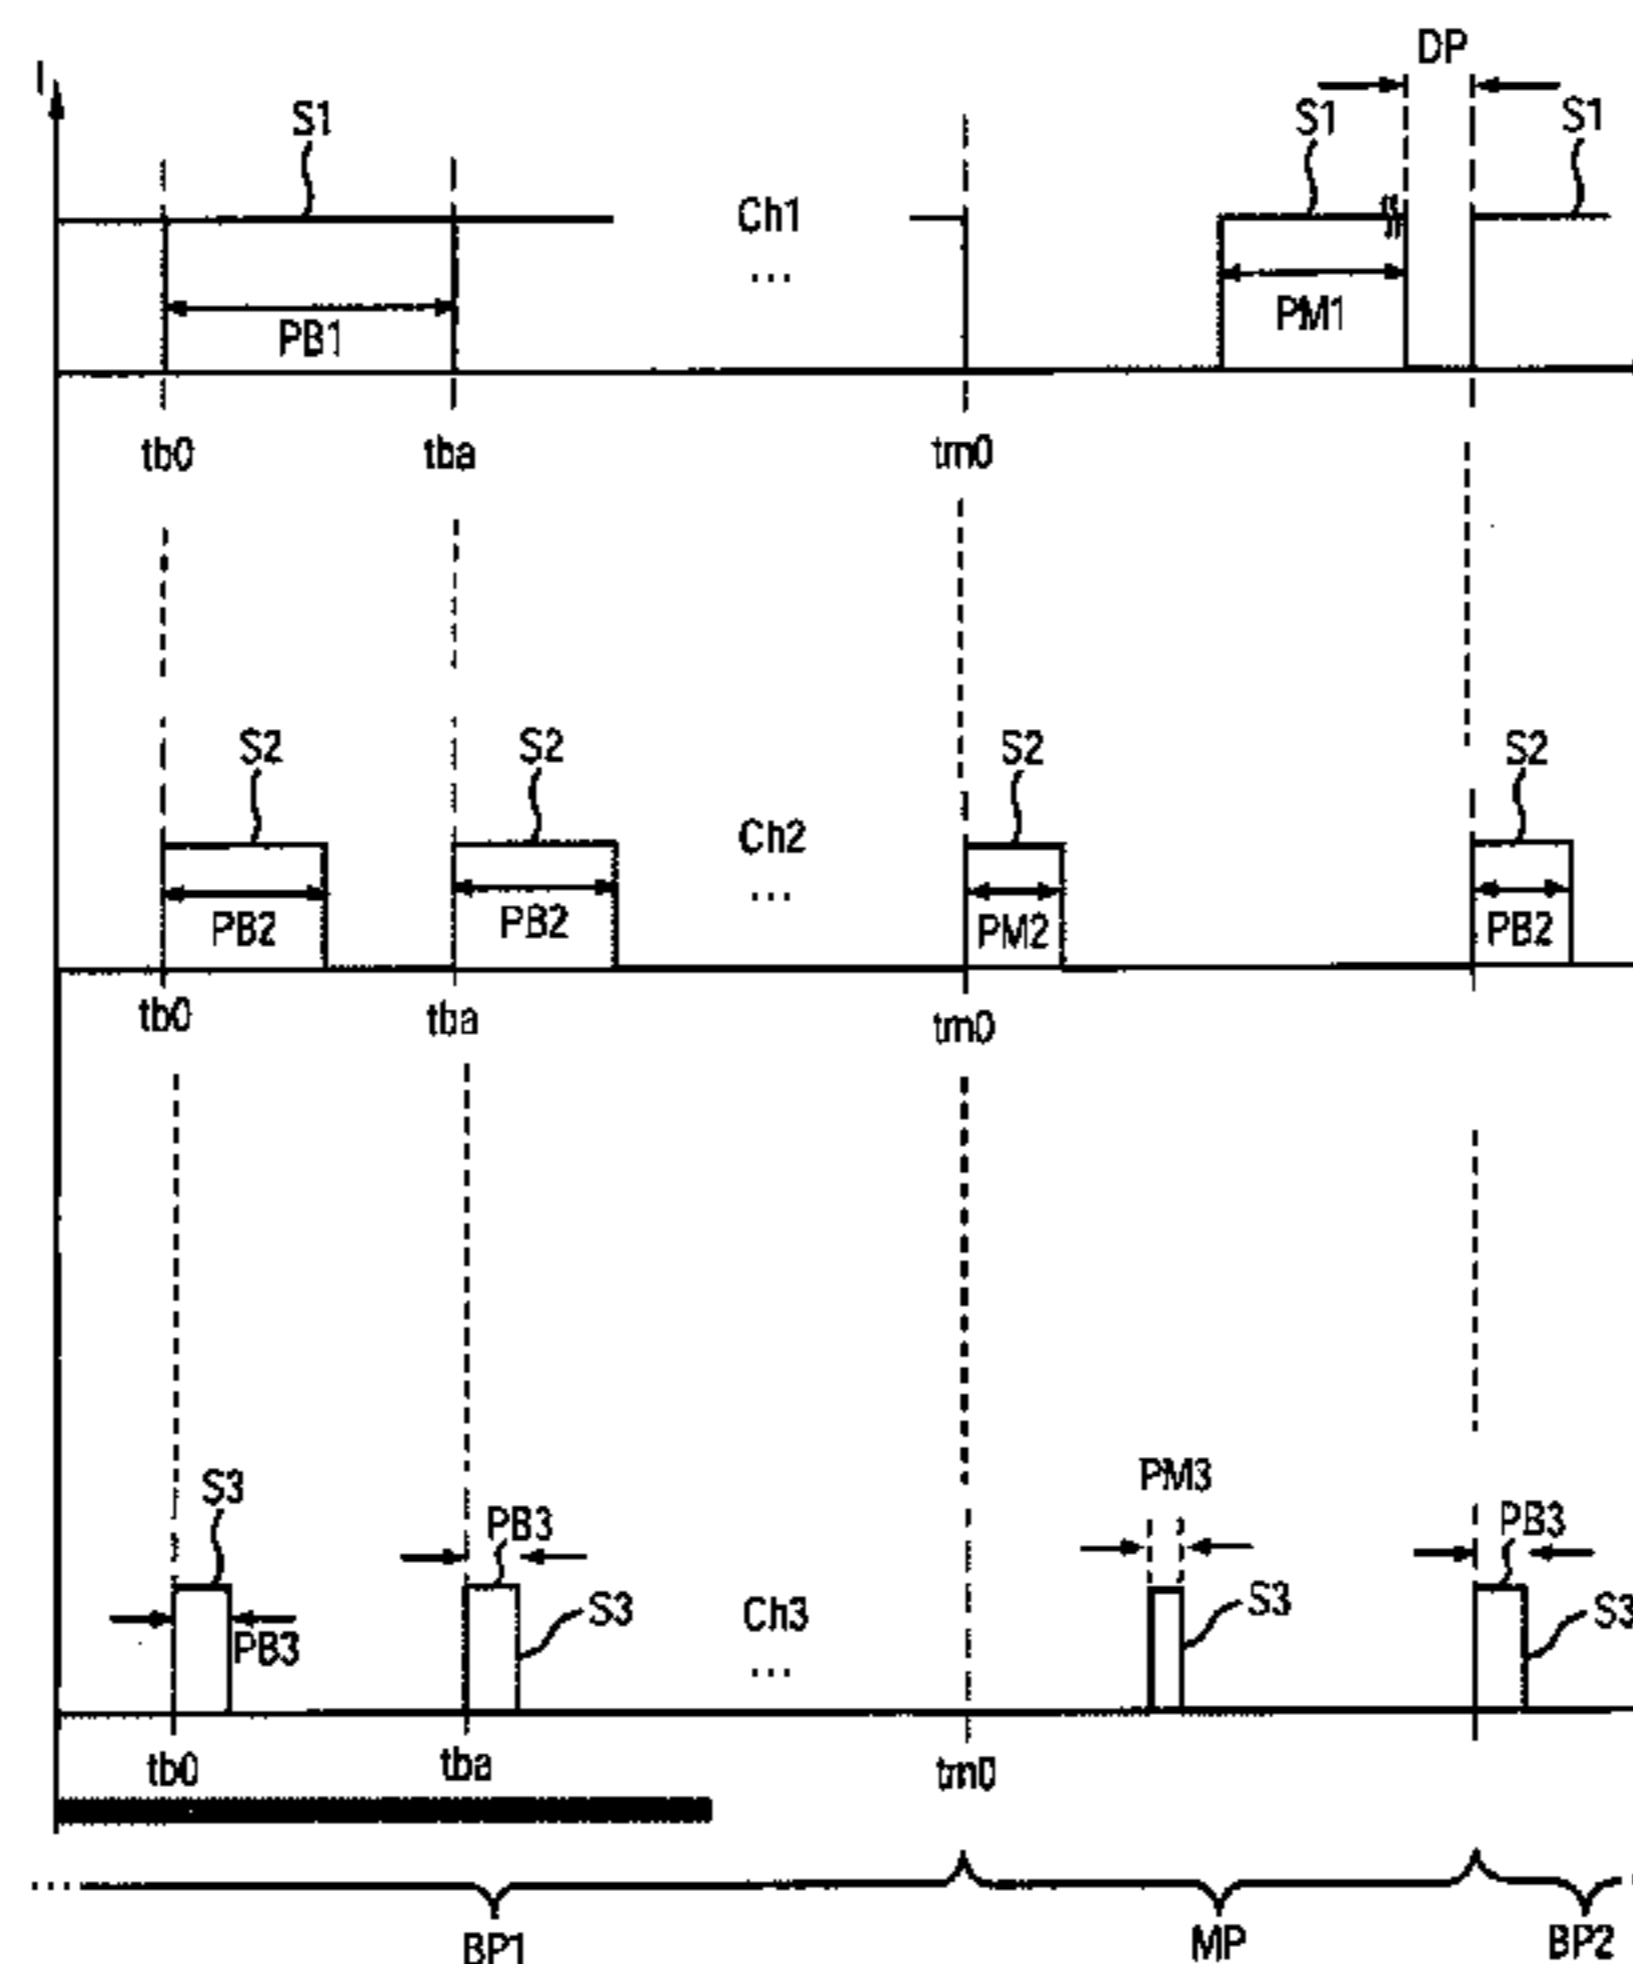 DP
I
S1
S1
S1
Ch1
...
PB1
PM1
tb0
tba
tm0
S2
S2
S2
S2
Ch2
...
PB2
PB2
PM2
PB2
tb0
tba
tm0
PM3
S3
PB3
PB3
S3
Ch3
S3
S3
PB3
...
tb0
tba
tm0
BP1
MP
BP2